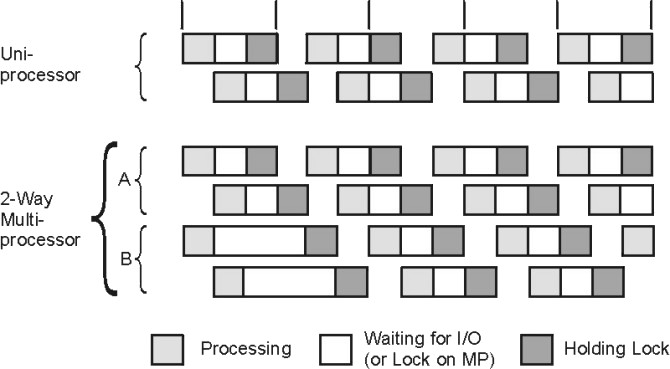 Uni-
processor
2-Way
Multi-
processor
A
B
Processing
Waiting for I/O
(or Lock on MP)
Holding Lock